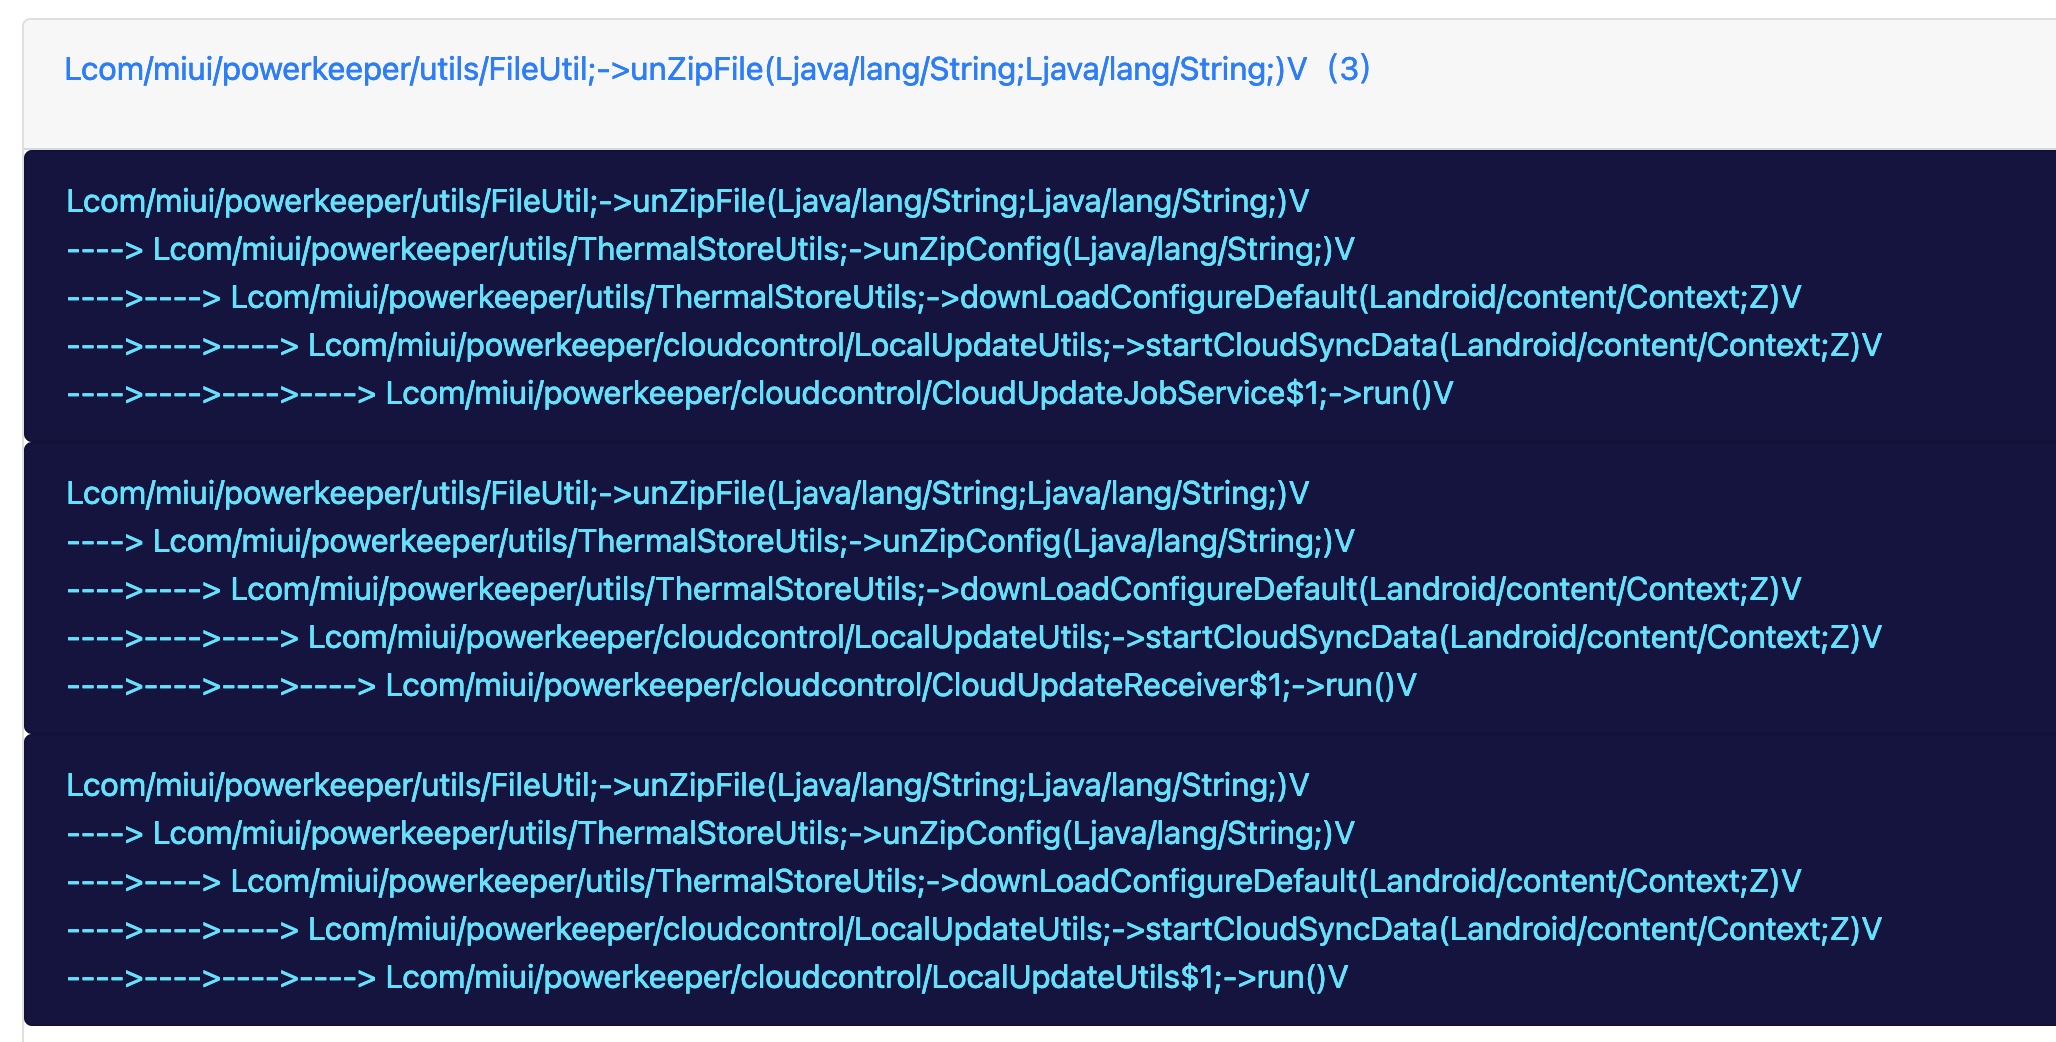 Lcom/miui/powerkeeper/utils/FileUtil;->unZipFile(Ljava/lang/String;Ljava/lang/String;)V（3）
Lcom/miui/powerkeeper/utils/FileUtil;->unZipFile(Ljava/lang/String;Ljava/lang/String;)V
----> Lcom/miui/powerkeeper/utils/ThermalStoreUtils;->unZipConfig(Ljava/lang/String;)V
---->----> Lcom/miui/powerkeeper/utils/ThermalStoreUtils;->downLoadConfigureDefault(Landroid/content/Context;Z)V
---->---->----> Lcom/miui/powerkeeper/cloudcontrol/LocalUpdateUtils;->startCloudSyncData(Landroid/content/Context;Z)V
---->---->---->----> Lcom/miui/powerkeeper/cloudcontrol/CloudUpdateJobService$1;->run()V
Lcom/miui/powerkeeper/utils/FileUtil;->unZipFile(Ljava/lang/String;Ljava/lang/String;)V
----> Lcom/miui/powerkeeper/utils/ThermalStoreUtils;->unZipConfig(Ljava/lang/String;)V
---->----> Lcom/miui/powerkeeper/utils/ThermalStoreUtils;->downLoadConfigureDefault(Landroid/content/Context;Z)V
---->---->----> Lcom/miui/powerkeeper/cloudcontrol/LocalUpdateUtils;->startCloudSyncData(Landroid/content/Context;Z)V
---->---->---->----> Lcom/miui/powerkeeper/cloudcontrol/CloudUpdateReceiver$1;->run()V
Lcom/miui/powerkeeper/utils/FileUtil;->unZipFile(Ljava/lang/String;Ljava/lang/String;)V
----> Lcom/miui/powerkeeper/utils/ThermalStoreUtils;->unZipConfig(Ljava/lang/String;)V
---->----> Lcom/miui/powerkeeper/utils/ThermalStoreUtils;->downLoadConfigureDefault(Landroid/content/Context;Z)V
---->---->----> Lcom/miui/powerkeeper/cloudcontrol/LocalUpdateUtils;->startCloudSyncData(Landroid/content/Context;Z)V
---->---->---->----> Lcom/miui/powerkeeper/cloudcontrol/LocalUpdateUtils$1;->run()V